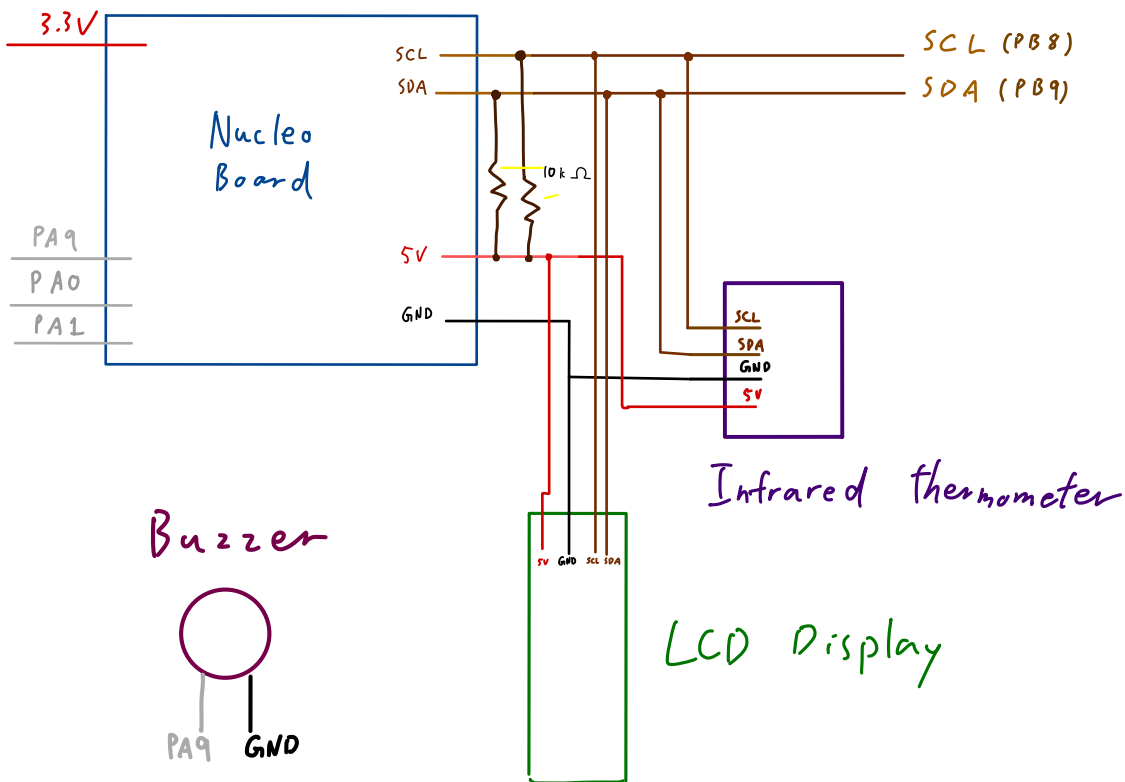 3.3V
SCL
SCL (PB8)
SDA
SDA (PB9)
Nucleo
Board
10k Ω
PA9
5V
PA0
GND
PA1
SCL
SDA
GND
5V
Infrared thermometer
Buzzer
5V GND SCL SDA
LCD Display
PA9 GND